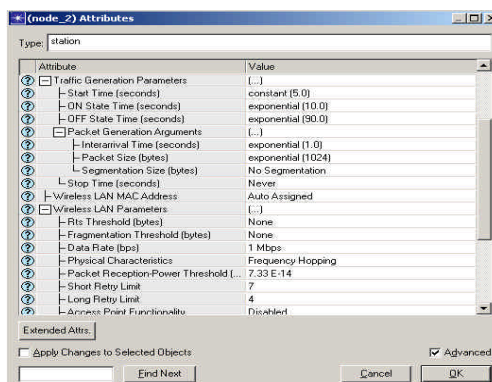 (node_2) Attributes
Type: station
Attribute Value
Traffic Generation Parameters (...)
Start Time (seconds) constant (5.0)
ON State Time (seconds) exponential (10.0)
OFF State Time (seconds) exponential (90.0)
Packet Generation Arguments (...)
Interarrival Time (seconds) exponential (1.0)
Packet Size (bytes) exponential (1024)
Segmentation Size (bytes) No Segmentation
Stop Time (seconds) Never
Wireless LAN MAC Address Auto Assigned
Wireless LAN Parameters (...)
Rts Threshold (bytes) None
Fragmentation Threshold (bytes) None
Data Rate (bps) 1 Mbps
Physical Characteristics Frequency Hopping
Packet Reception-Power Threshold (... 7.33 E-14
Short Retry Limit 7
Long Retry Limit 4
Access Point Functionality Disabled
Extended Attrs.
Apply Changes to Selected Objects Advanced
Find Next Cancel OK